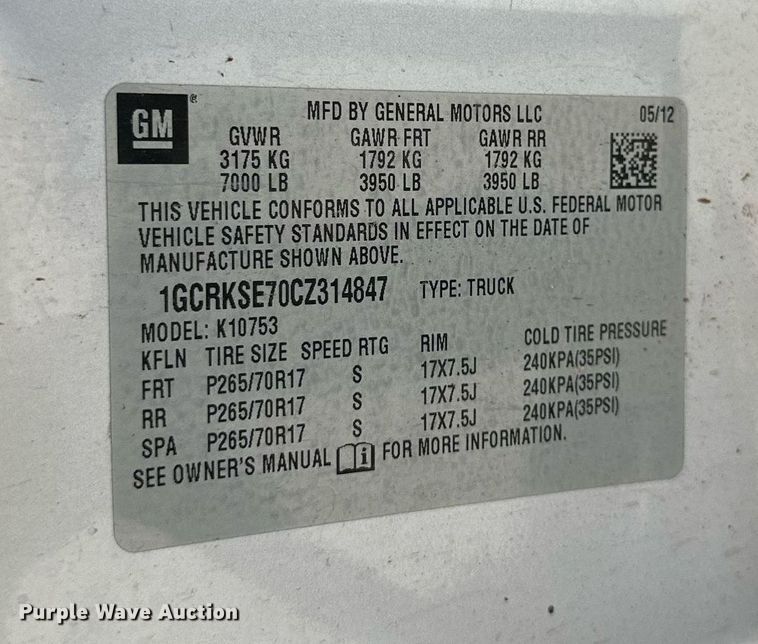 GM®
MFD BY GENERAL MOTORS LLC 05/12
GVWR GAWR FRT GAWR RR
3175 KG 1792 KG 1792 KG
7000 LB 3950 LB 3950 LB
THIS VEHICLE CONFORMS TO ALL APPLICABLE U.S. FEDERAL MOTOR
VEHICLE SAFETY STANDARDS IN EFFECT ON THE DATE OF
MANUFACTURE SHOWN ABOVE.
1GCRKSE70CZ314847 TYPE: TRUCK
MODEL: K10753
KFLN TIRE SIZE SPEED RTG RIM COLD TIRE PRESSURE
FRT P265/70R17 S 17X7.5J 240KPA(35PSI)
RR P265/70R17 S 17X7.5J 240KPA(35PSI)
SPA P265/70R17 S 17X7.5J 240KPA(35PSI)
SEE OWNER'S MANUAL i FOR MORE INFORMATION.
Purple Wave Auction